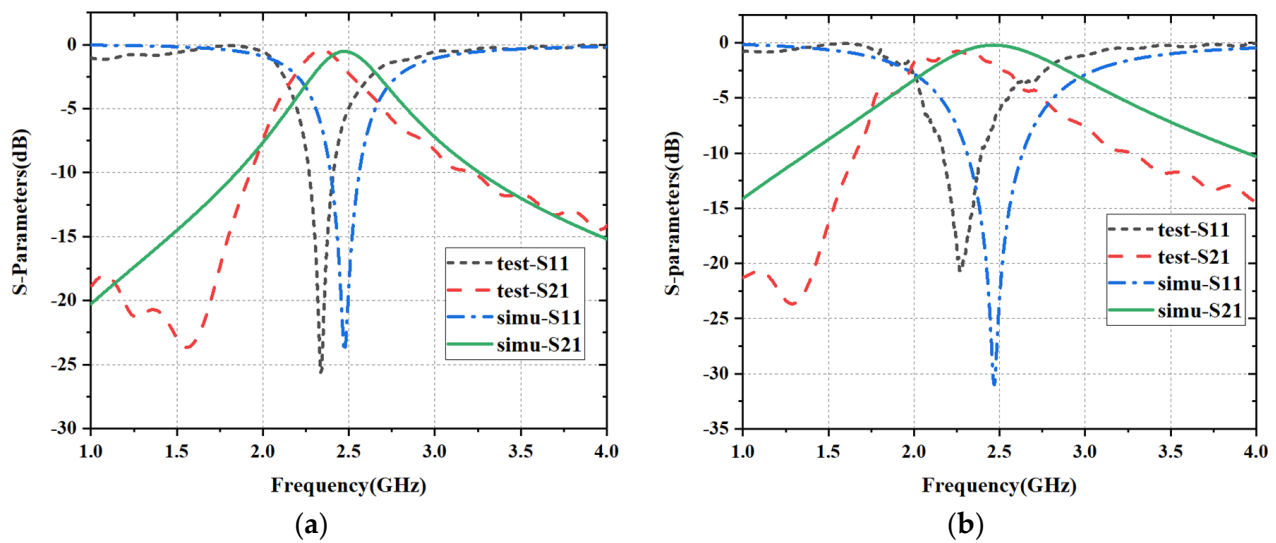 S-Parameters(dB)
0
-5
-10
-15
-20
-25
-30
test-S11
test-S21
simu-S11
simu-S21
1.0 1.5 2.0 2.5 3.0 3.5 4.0
Frequency(GHz)
(a)
S-parameters(dB)
0
-5
-10
-15
-20
-25
-30
-35
test-S11
test-S21
simu-S11
simu-S21
1.0 1.5 2.0 2.5 3.0 3.5 4.0
Frequency(GHz)
(b)